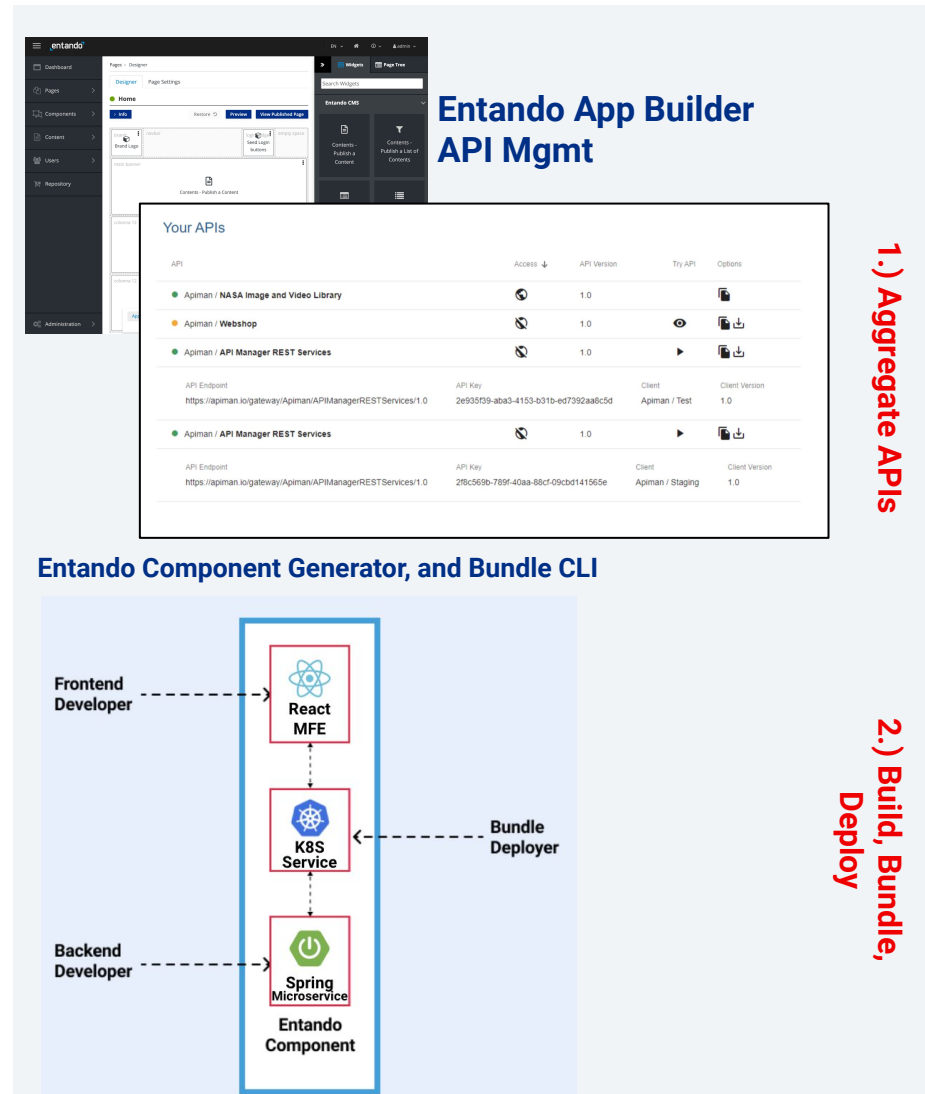 entando
EN
admin
Dashboard
Pages
Components
Content
Users
Repository
Administration
Pages > Designer
Designer Page Settings
Home
Info
Restore
Preview
View Published Page
Brand Logo
navbar
Seed Login
buttons
empty space
Contents - Publish a Content
Widgets
Page Tree
Search Widgets
Entando CMS
Contents -
Publish a
Content
Contents -
Publish a List of
Contents
Entando App Builder
API Mgmt
Your APIs
API Access API Version Try API Options
Apiman / NASA Image and Video Library 1.0
Apiman / Webshop 1.0
Apiman / API Manager REST Services 1.0
API Endpoint API Key Client Client Version
https://apiman.io/gateway/Apiman/APIManagerRESTServices/1.0 2e935f39-aba3-4153-b31b-ed7392aa8c5d Apiman / Test 1.0
Apiman / API Manager REST Services 1.0
API Endpoint API Key Client Client Version
https://apiman.io/gateway/Apiman/APIManagerRESTServices/1.0 2f8c569b-789f-40aa-88cf-09cbd141565e Apiman / Staging 1.0
1.) Aggregate APIs
Entando Component Generator, and Bundle CLI
Frontend
Developer
React
MFE
K8S
Service
Bundle
Deployer
Backend
Developer
Spring
Microservice
Entando
Component
2.) Build, Bundle,
Deploy